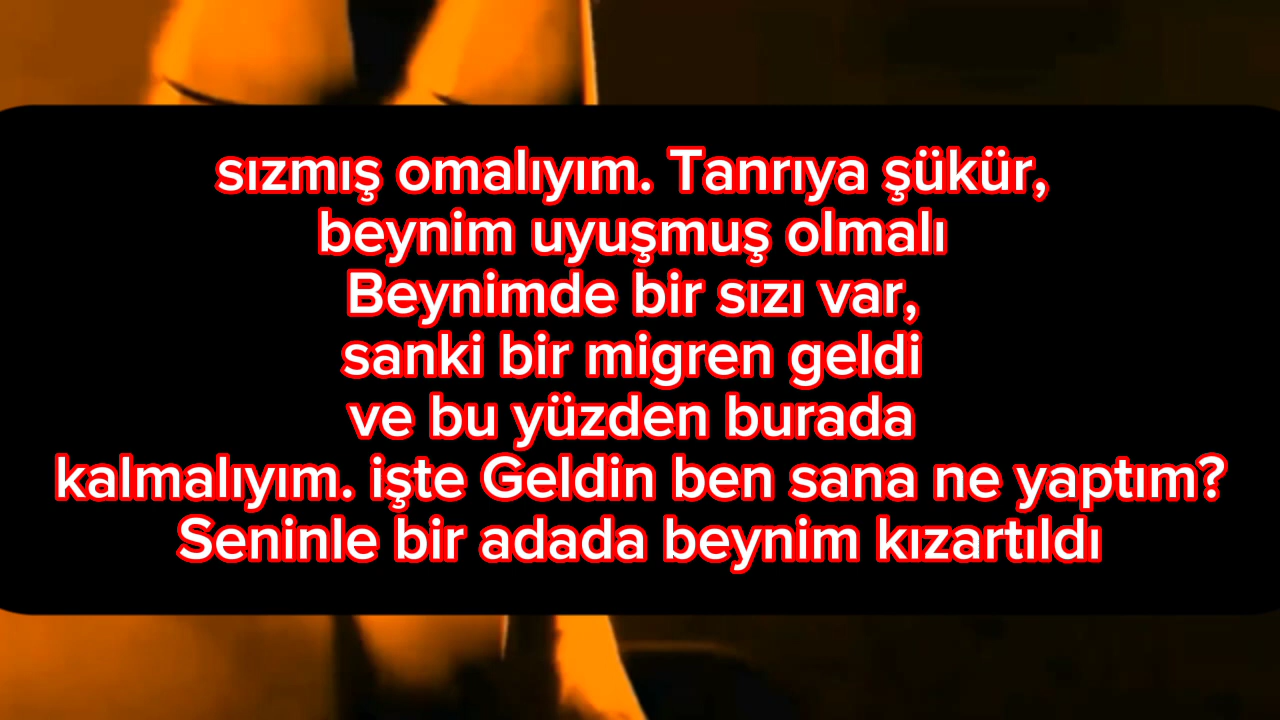 sızmış omalıyım. Tanrıya şükür,
beynim uyuşmuş olmalı
Beynimde bir sızı var,
sanki bir migren geldi
ve bu yüzden burada
kalmalıyım. işte Geldin ben sana ne yaptım?
Seninle bir adada beynim kızartıldı